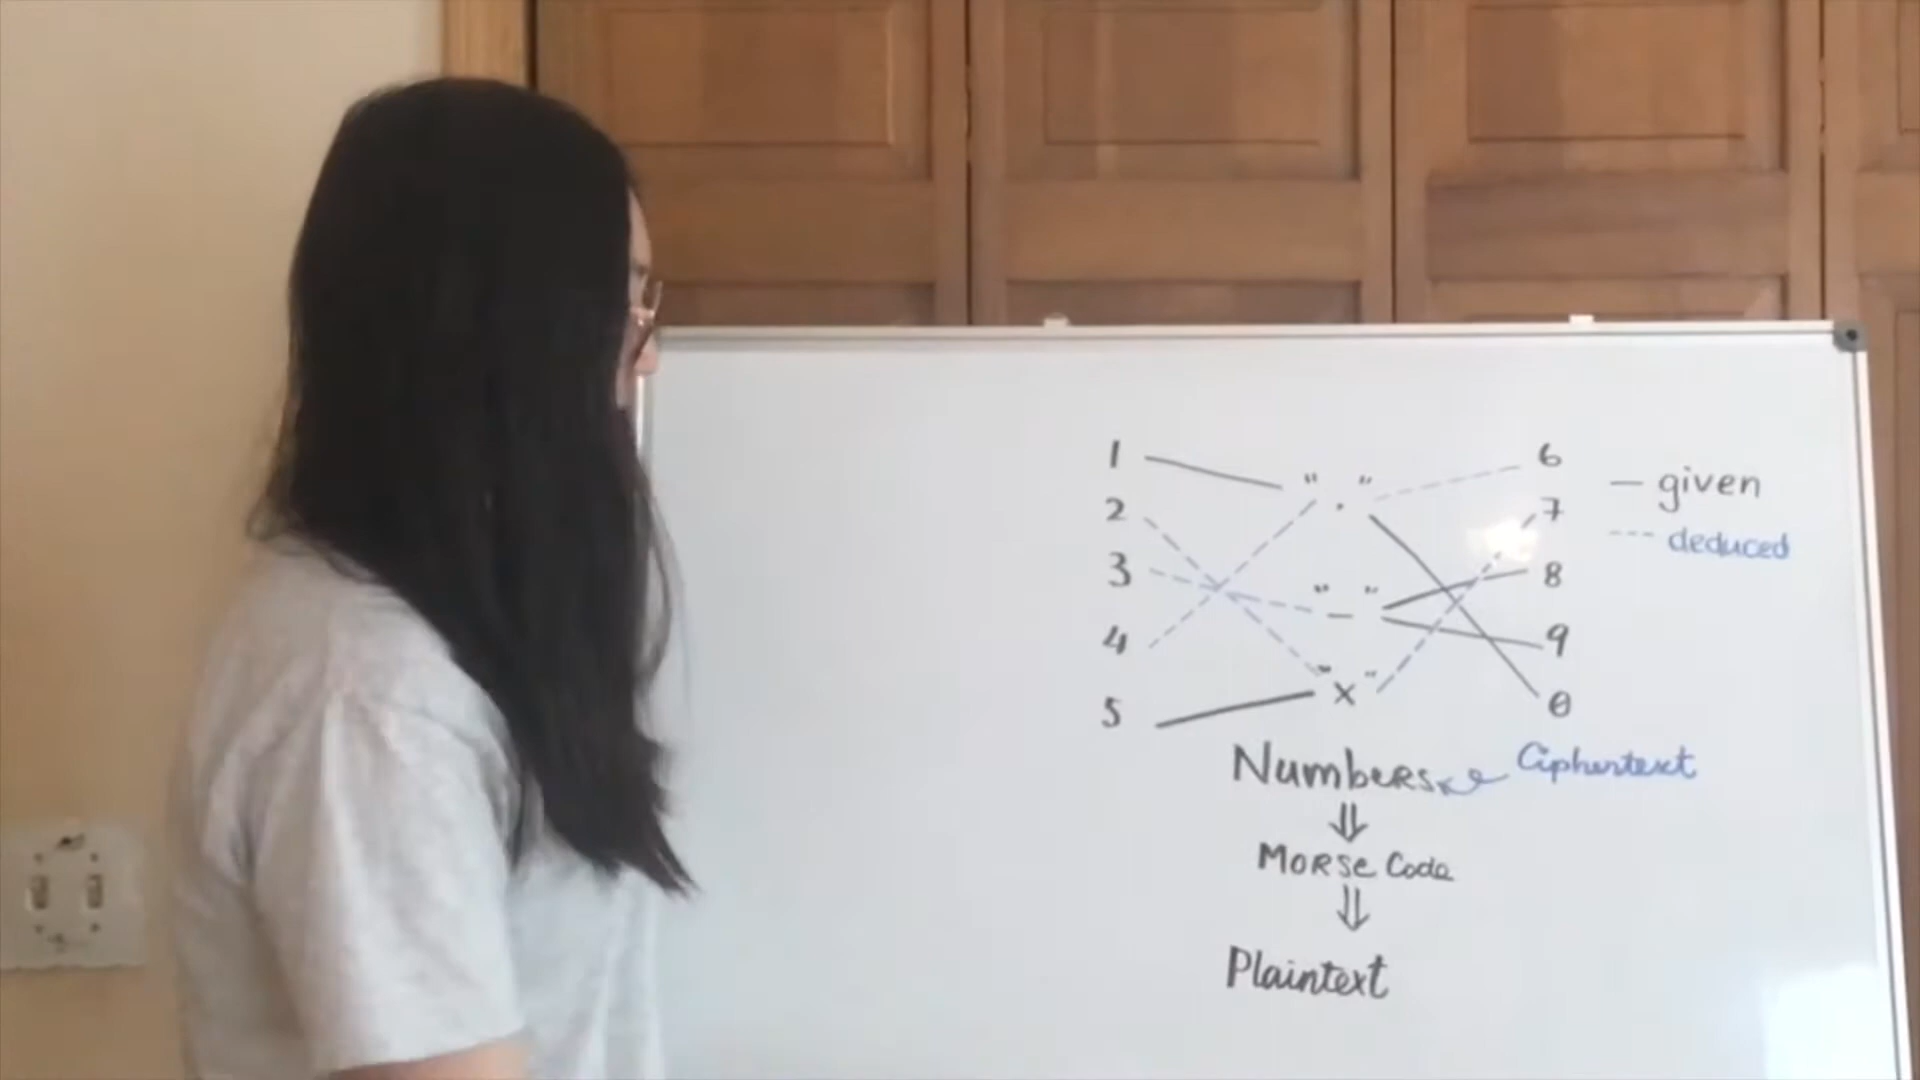 1
2
3
4
5
" . "
" — "
" x "
6
7
8
9
0
— given
--- deduced
Numbers
Ciphertext
⇓
Morse Code
⇓
Plaintext